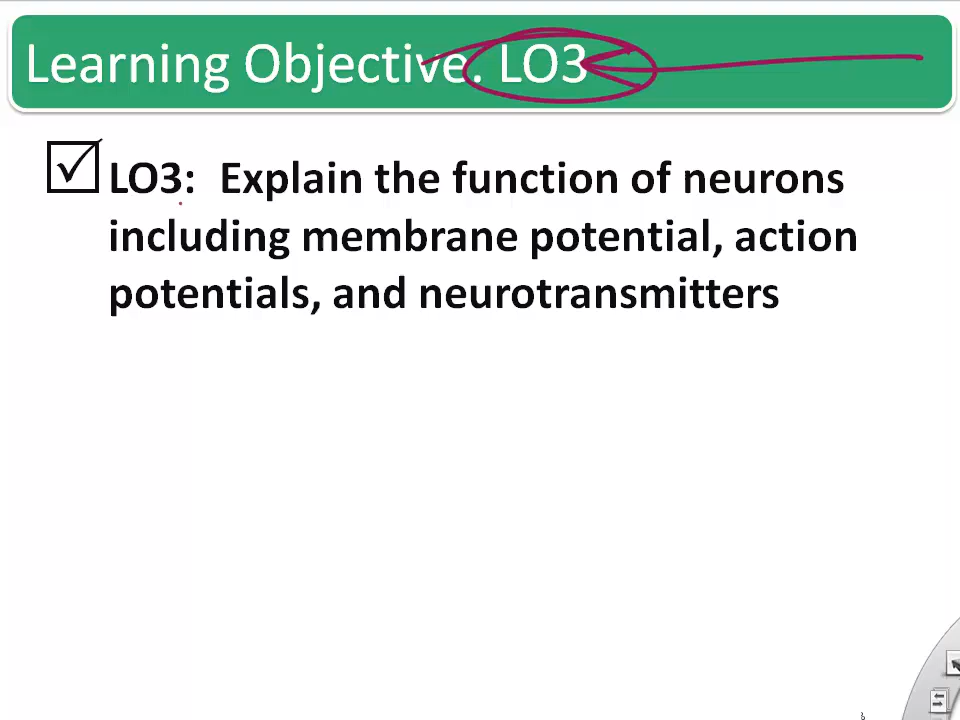 Learning Objective. LO3
LO3: Explain the function of neurons
including membrane potential, action
potentials, and neurotransmitters